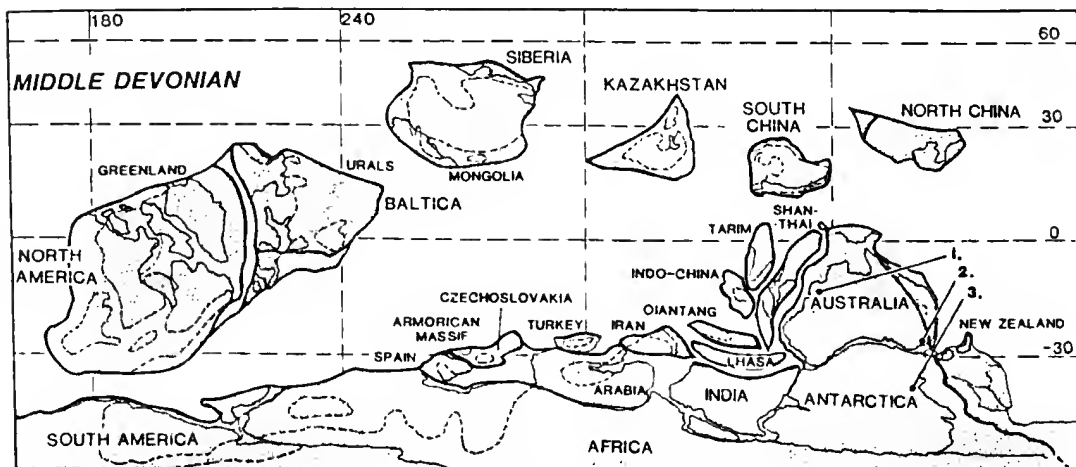 180
240
60
MIDDLE DEVONIAN
SIBERIA
KAZAKHSTAN
SOUTH
CHINA
NORTH CHINA
30
GREENLAND
URALS
MONGOLIA
BALTICA
SHAN-
THAI
TARIM
0
NORTH
AMERICA
INDO-CHINA
1.
2.
3.
AUSTRALIA
CZECHOSLOVAKIA
QIANTANG
ARMORICAN
MASSIF
TURKEY
IRAN
NEW ZEALAND
SPAIN
LHASA
-30
ARABIA
INDIA
ANTARCTICA
SOUTH AMERICA
AFRICA